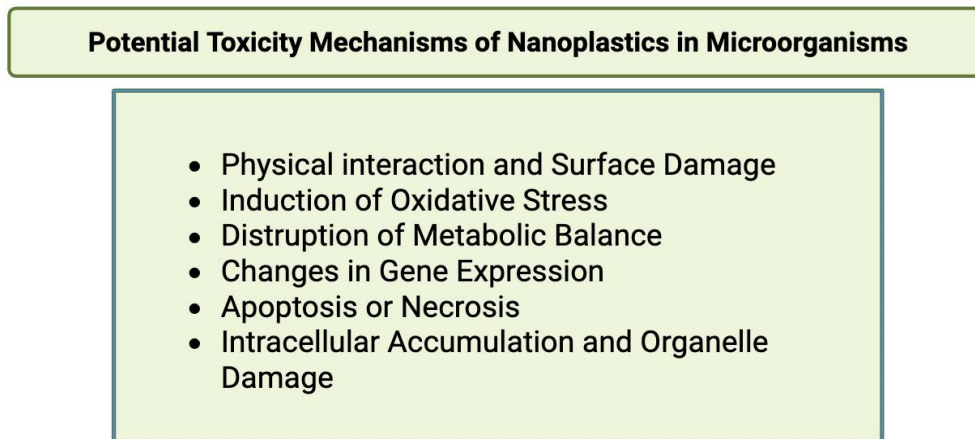 Potential Toxicity Mechanisms of Nanoplastics in Microorganisms
• Physical interaction and Surface Damage
• Induction of Oxidative Stress
• Distruption of Metabolic Balance
• Changes in Gene Expression
• Apoptosis or Necrosis
• Intracellular Accumulation and Organelle
Damage